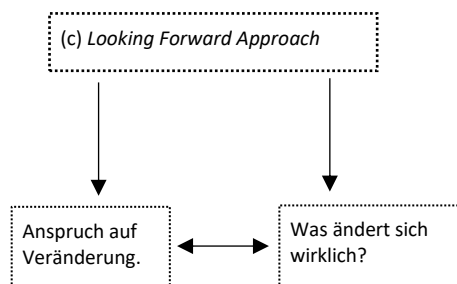 (c) Looking Forward Approach
Anspruch auf
Veränderung.
Was ändert sich
wirklich?